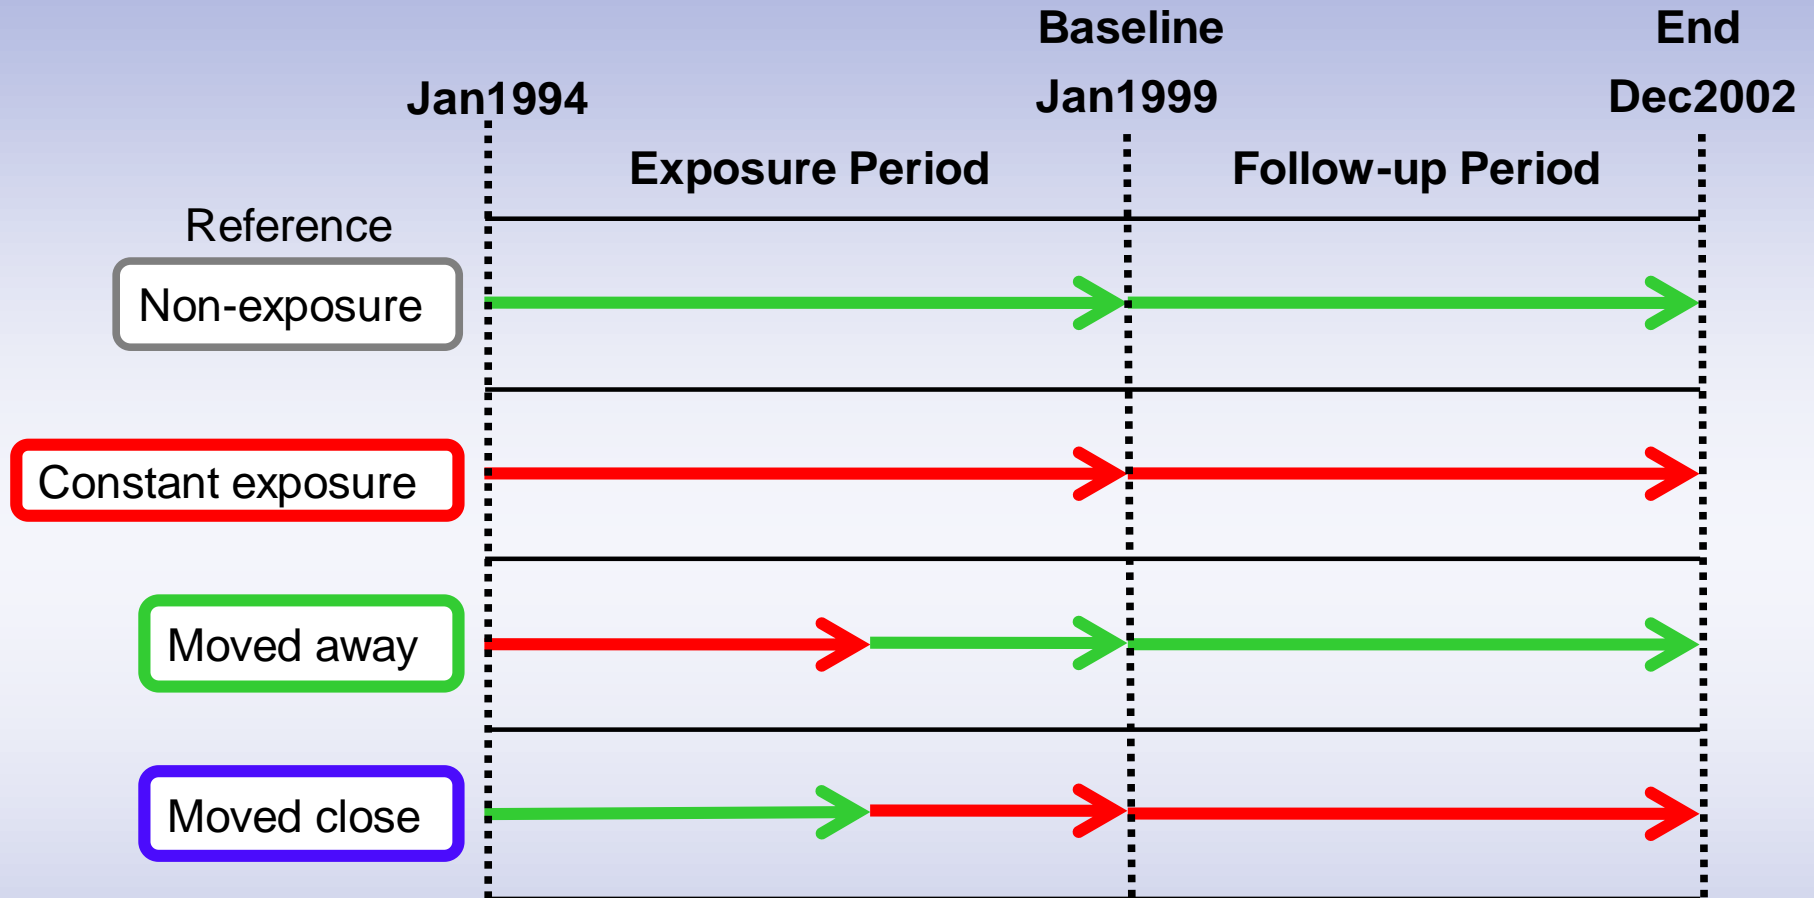 Baseline
End
Jan1994
Jan1999
Dec2002
Exposure Period
Follow-up Period
Reference
Non-exposure
Constant exposure
Moved away
Moved close